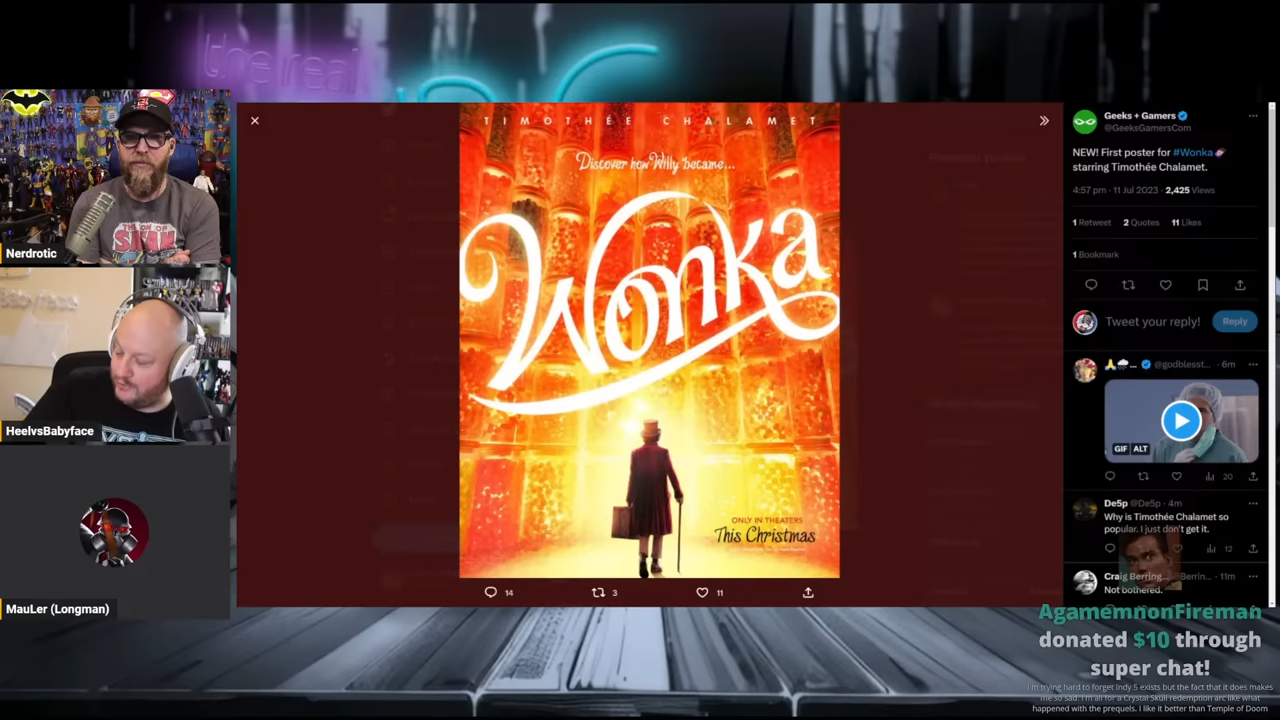 the real
Nerdrotic
HeelvsBabyface
MauLer (Longman)
TIMOTHÉE CHALAMET
Discover how Willy became...
Wonka
ONLY IN THEATERS
This Christmas
14
3
11
Geeks + Gamers
@GeeksGamersCom
NEW! First poster for #Wonka
starring Timothée Chalamet.
4:57 pm · 11 Jul 2023 · 2,425 Views
1 Retweet 2 Quotes 11 Likes
1 Bookmark
Tweet your reply!
Reply
... @godblesst... · 6m
GIF ALT
20
De5p @De5p · 4m
Why is Timothée Chalamet so
popular. I just don't get it.
12
Craig Berring... Berrin... · 11m
Not bothered.
AgamemnonFireman
donated $10 through
super chat!
I'm trying hard to forget Indy 5 exists but the fact that it does makes
me so sad. I'm all for a Crystal Skull redemption arc like what
happened with the prequels. I like it better than Temple of Doom